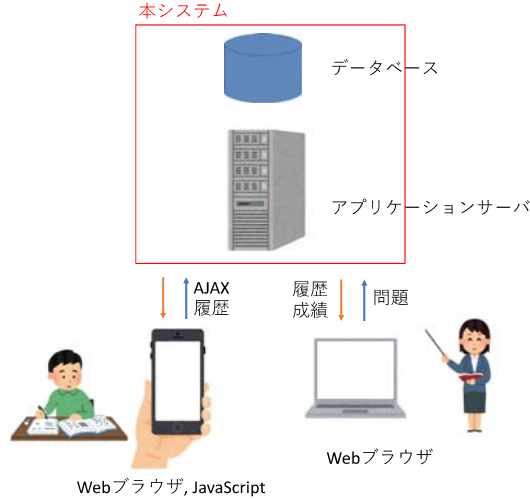 本システム
データベース
アプリケーションサーバ
AJAX
履歴
履歴
成績
問題
Webブラウザ, JavaScript
Webブラウザ